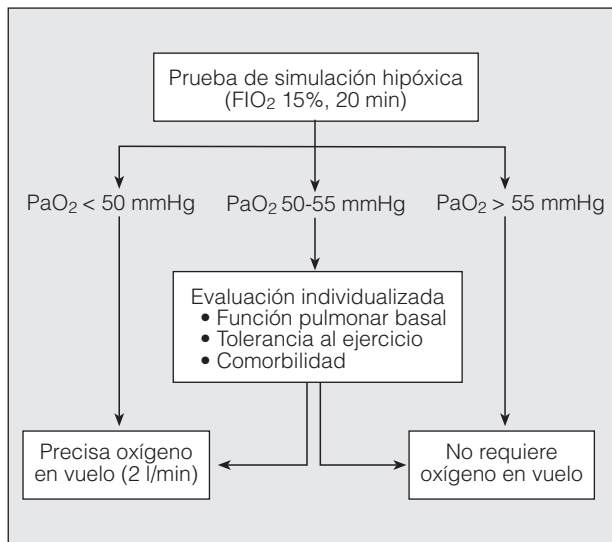 Prueba de simulación hipóxica
(FIO2 15%, 20 min)
PaO2 < 50 mmHg
PaO2 50-55 mmHg
PaO2 > 55 mmHg
Evaluación individualizada
• Función pulmonar basal
• Tolerancia al ejercicio
• Comorbilidad
Precisa oxígeno
en vuelo (2 l/min)
No requiere
oxígeno en vuelo